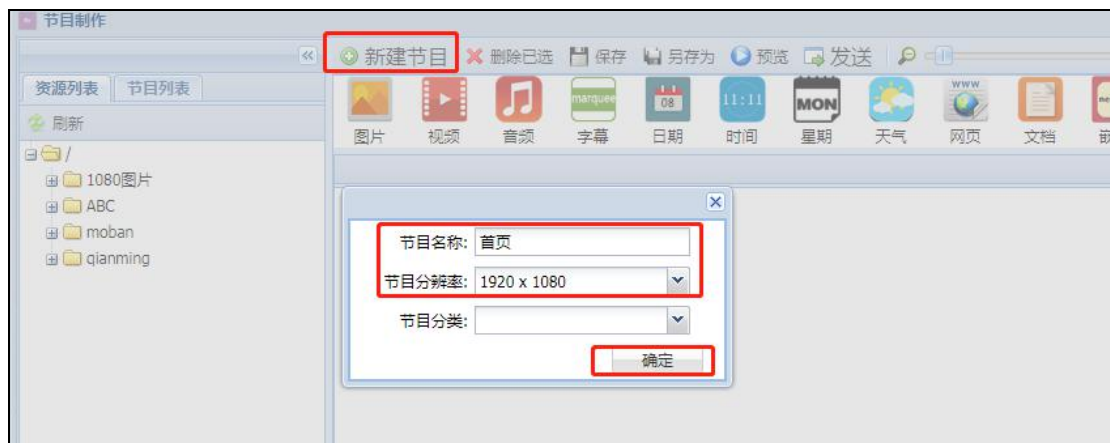 节目制作
新建节目 删除已选 保存 另存为 预览 发送
资源列表 节目列表
刷新
marquee 08 11:11 MON WWW
图片 视频 音频 字幕 日期 时间 星期 天气 网页 文档
/
1080图片
ABC
moban
qianming
节目名称: 首页
节目分辨率: 1920 x 1080
节目分类:
确定